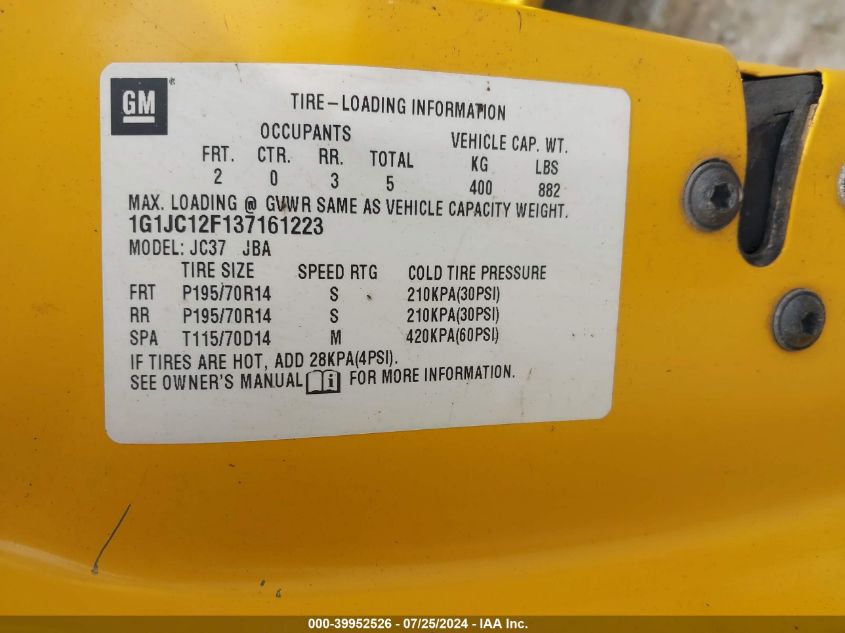 GM
TIRE-LOADING INFORMATION
OCCUPANTS VEHICLE CAP. WT.
FRT. CTR. RR. TOTAL KG LBS
2 0 3 5 400 882
MAX. LOADING @ GVWR SAME AS VEHICLE CAPACITY WEIGHT.
1G1JC12F137161223
MODEL: JC37 JBA
TIRE SIZE SPEED RTG COLD TIRE PRESSURE
FRT P195/70R14 S 210KPA(30PSI)
RR P195/70R14 S 210KPA(30PSI)
SPA T115/70D14 M 420KPA(60PSI)
IF TIRES ARE HOT, ADD 28KPA(4PSI).
SEE OWNER'S MANUAL FOR MORE INFORMATION.
000-39952526 - 07/25/2024 - IAA Inc.